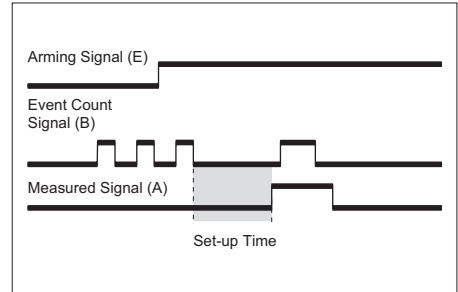 Arming Signal (E)
Event Count
Signal (B)
Measured Signal (A)
Set-up Time